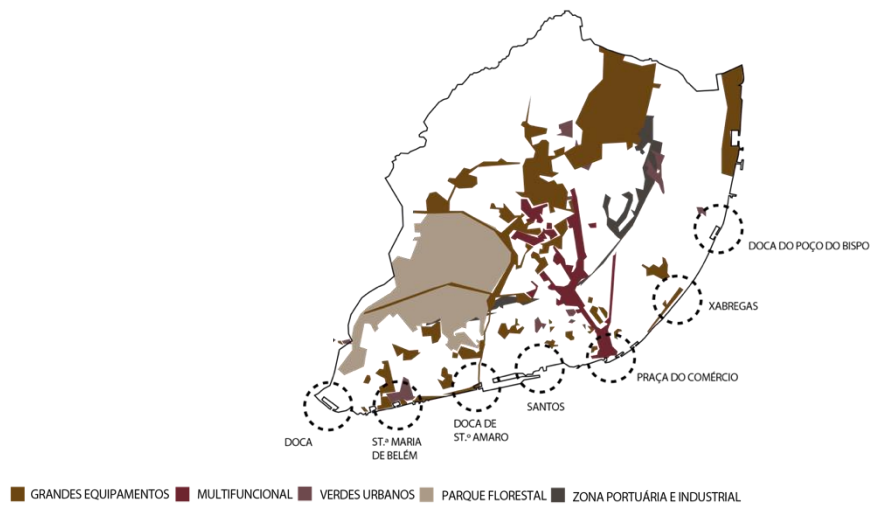 DOCA DO POÇO DO BISPO
XABREGAS
PRAÇA DO COMÉRCIO
SANTOS
DOCA DE
ST.º AMARO
ST.ª MARIA
DE BELÉM
DOCA
GRANDES EQUIPAMENTOS
MULTIFUNCIONAL
VERDES URBANOS
PARQUE FLORESTAL
ZONA PORTUÁRIA E INDUSTRIAL